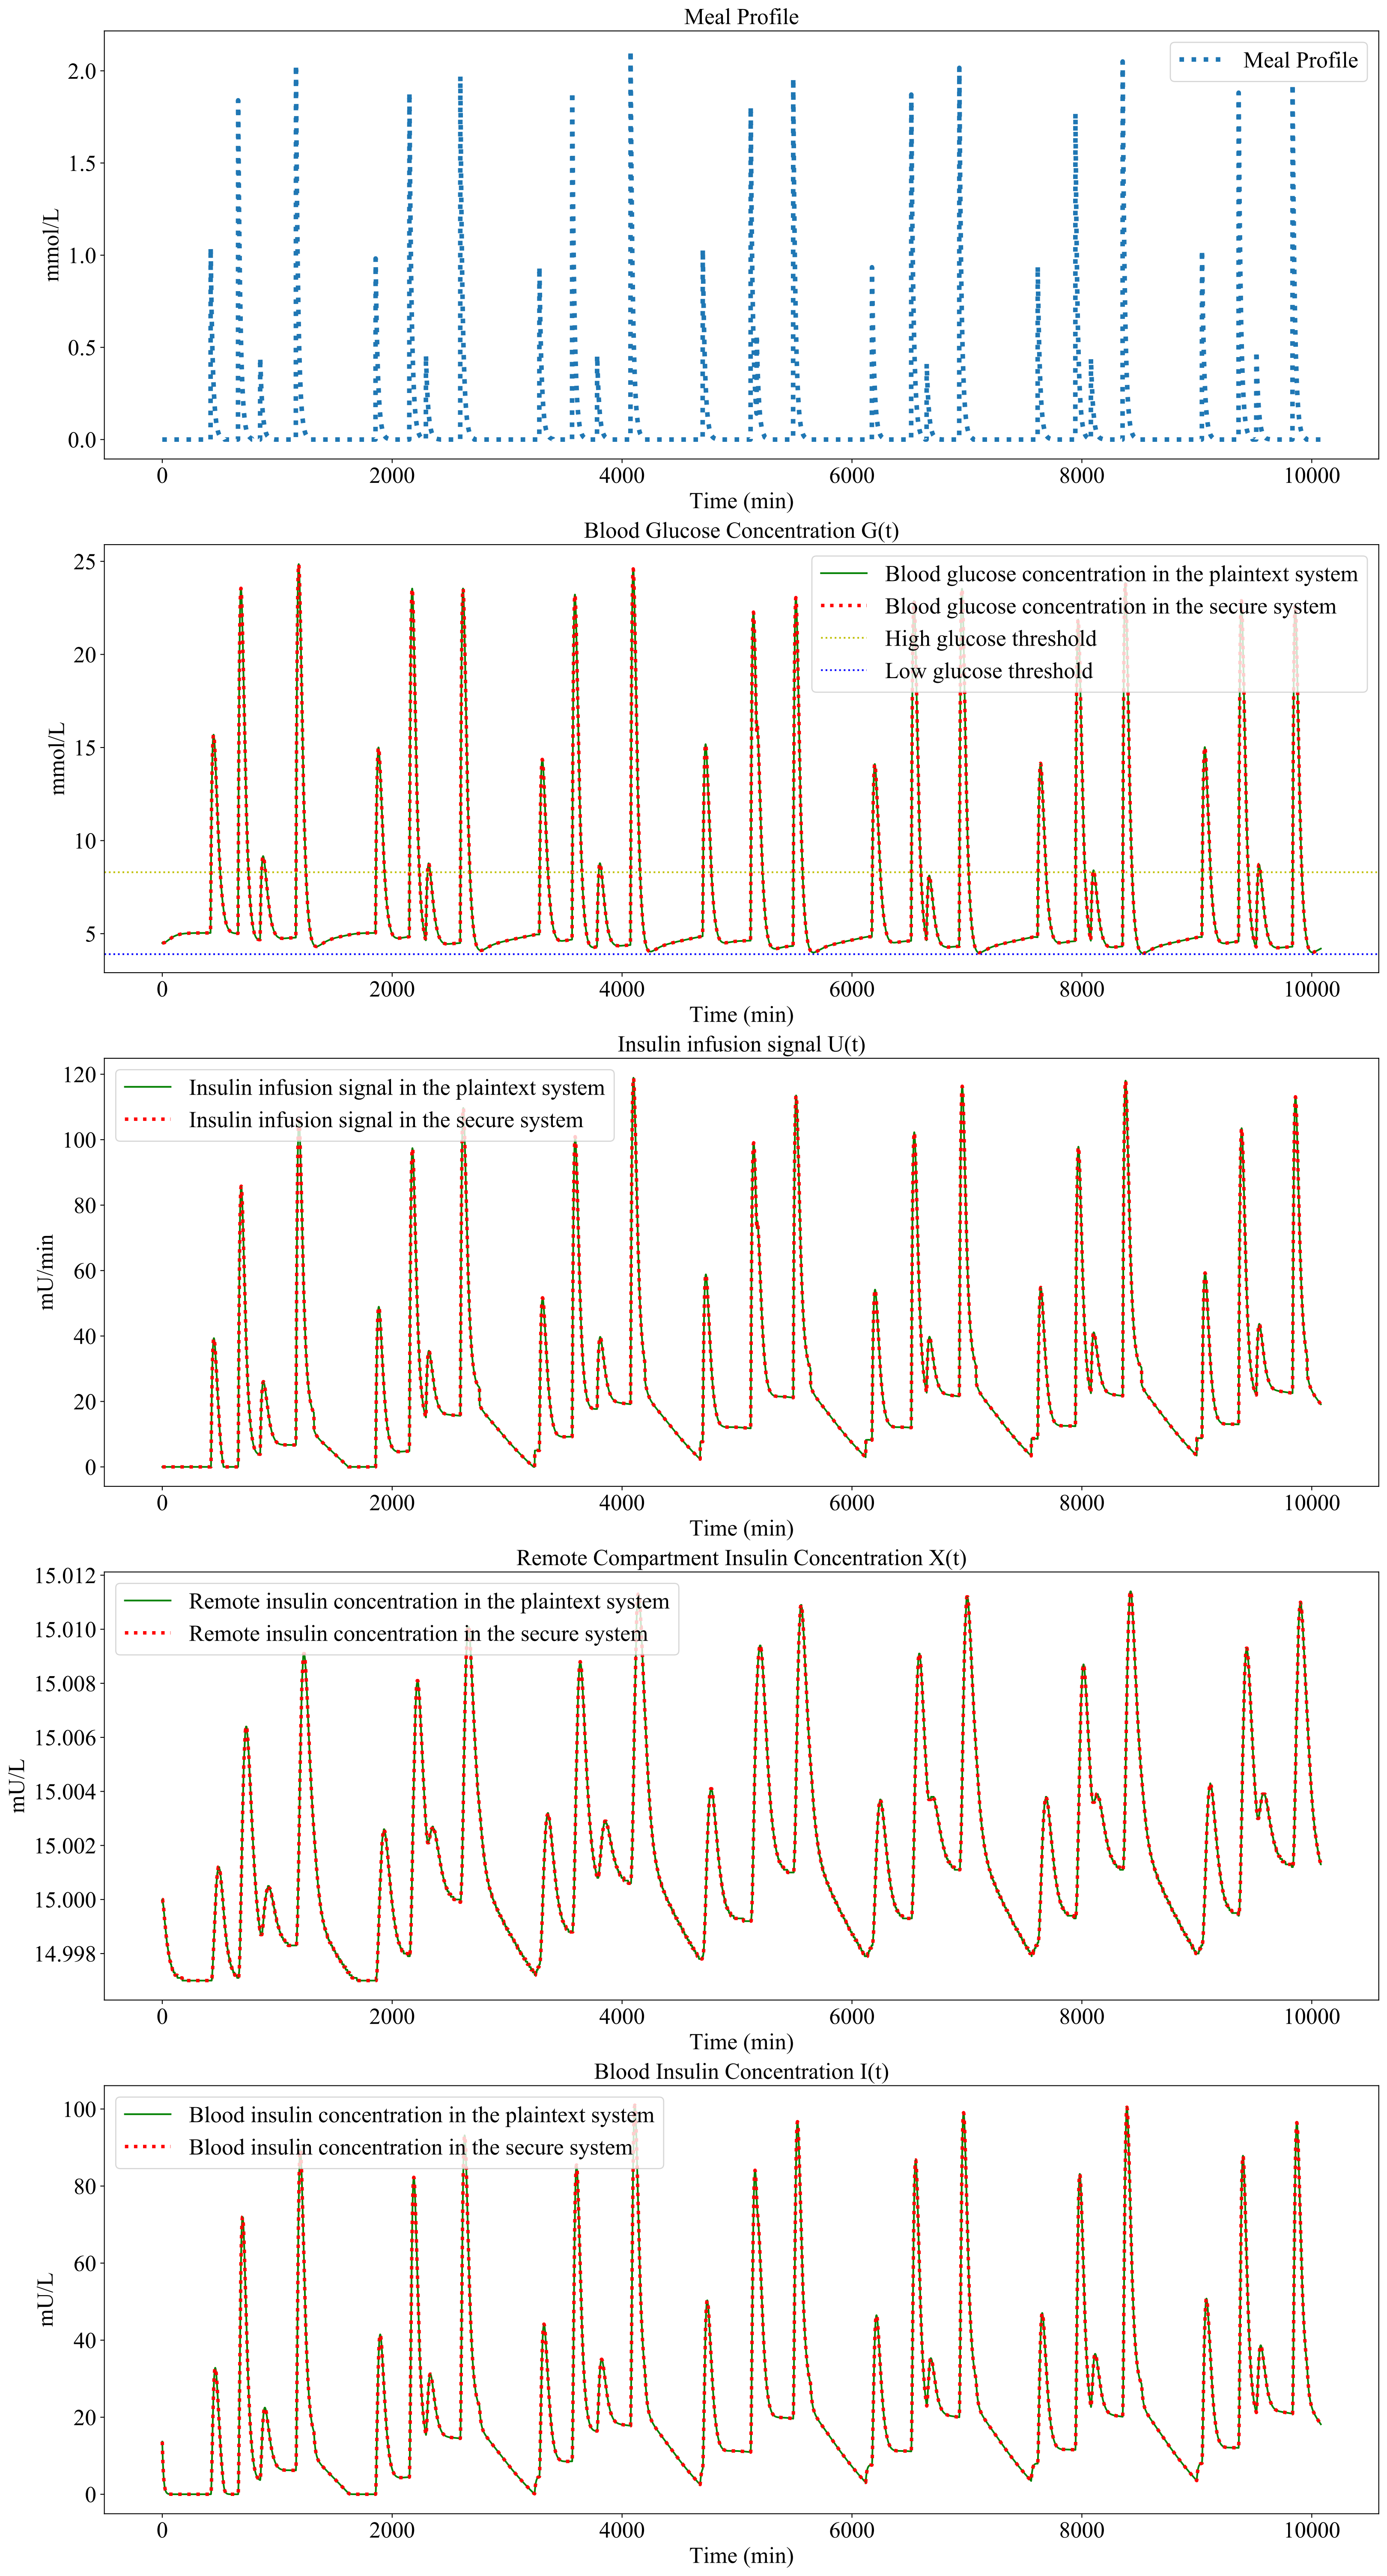 Meal Profile
Meal Profile
2.0
1.5
1.0
0.5
0.0
mmol/L
0 2000 4000 6000 8000 10000
Time (min)
Blood Glucose Concentration G(t)
Blood glucose concentration in the plaintext system
Blood glucose concentration in the secure system
High glucose threshold
Low glucose threshold
25
20
15
10
5
mmol/L
0 2000 4000 6000 8000 10000
Time (min)
Insulin infusion signal U(t)
Insulin infusion signal in the plaintext system
Insulin infusion signal in the secure system
120
100
80
60
40
20
0
mU/min
0 2000 4000 6000 8000 10000
Time (min)
Remote Compartment Insulin Concentration X(t)
Remote insulin concentration in the plaintext system
Remote insulin concentration in the secure system
15.012
15.010
15.008
15.006
15.004
15.002
15.000
14.998
mU/L
0 2000 4000 6000 8000 10000
Time (min)
Blood Insulin Concentration I(t)
Blood insulin concentration in the plaintext system
Blood insulin concentration in the secure system
100
80
60
40
20
0
mU/L
0 2000 4000 6000 8000 10000
Time (min)